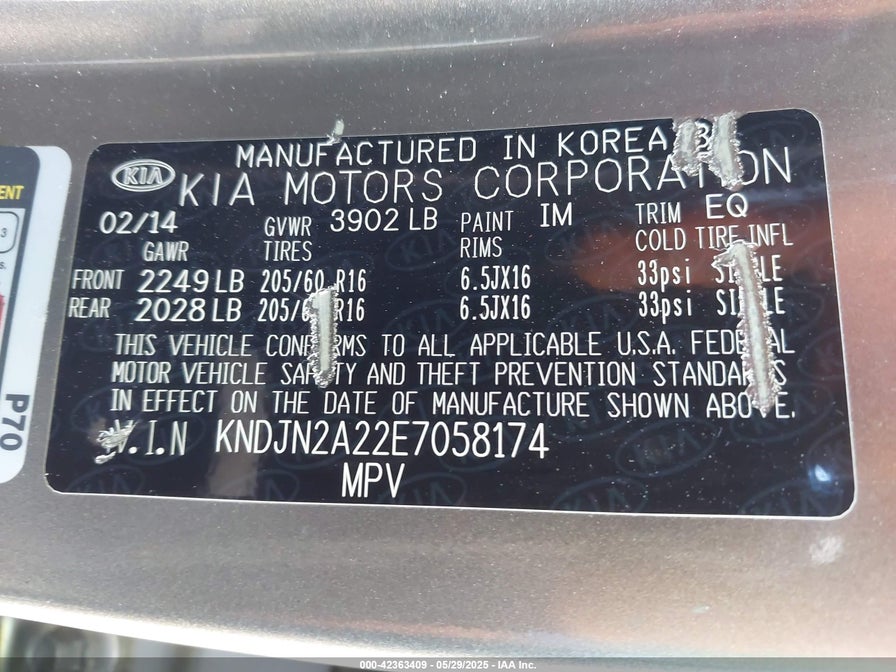 MANUFACTURED IN KOREA
KIA KIA MOTORS CORPORATION
02/14 GVWR 3902 LB PAINT IM TRIM EQ
GAWR TIRES RIMS COLD TIRE INFL
FRONT 2249 LB 205/60 R16 6.5JX16 33psi
REAR 2028 LB R16 6.5JX16 33psi
THIS VEHICLE CONFORMS TO ALL APPLICABLE U.S.A. FEDERAL
MOTOR VEHICLE SAFETY AND THEFT PREVENTION STANDARDS
IN EFFECT ON THE DATE OF MANUFACTURE SHOWN ABOVE.
V.I.N KNDJN2A22E7058174
MPV
ENT
3
s.
P70
000-42363409 - 05/29/2025 - IAA Inc.